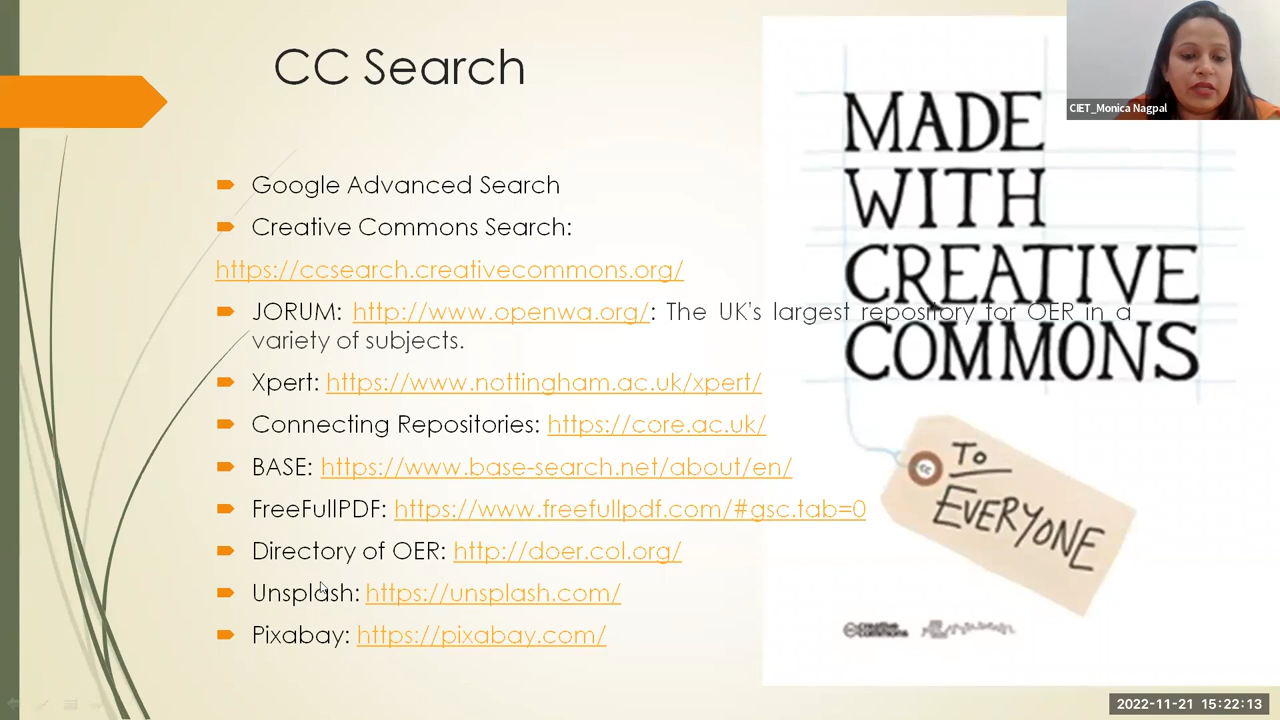 CC Search
CIET_Monica Nagpal
MADE
WITH
CREATIVE
COMMONS
TO
EVERYONE
cc
creative
commons
Google Advanced Search
Creative Commons Search:
https://ccsearch.creativecommons.org/
JORUM: http://www.openwa.org/: The UK's largest repository for OER in a
variety of subjects.
Xpert: https://www.nottingham.ac.uk/xpert/
Connecting Repositories: https://core.ac.uk/
BASE: https://www.base-search.net/about/en/
FreeFullPDF: https://www.freefullpdf.com/#gsc.tab=0
Directory of OER: http://doer.col.org/
Unsplash: https://unsplash.com/
Pixabay: https://pixabay.com/
2022-11-21 15:22:13